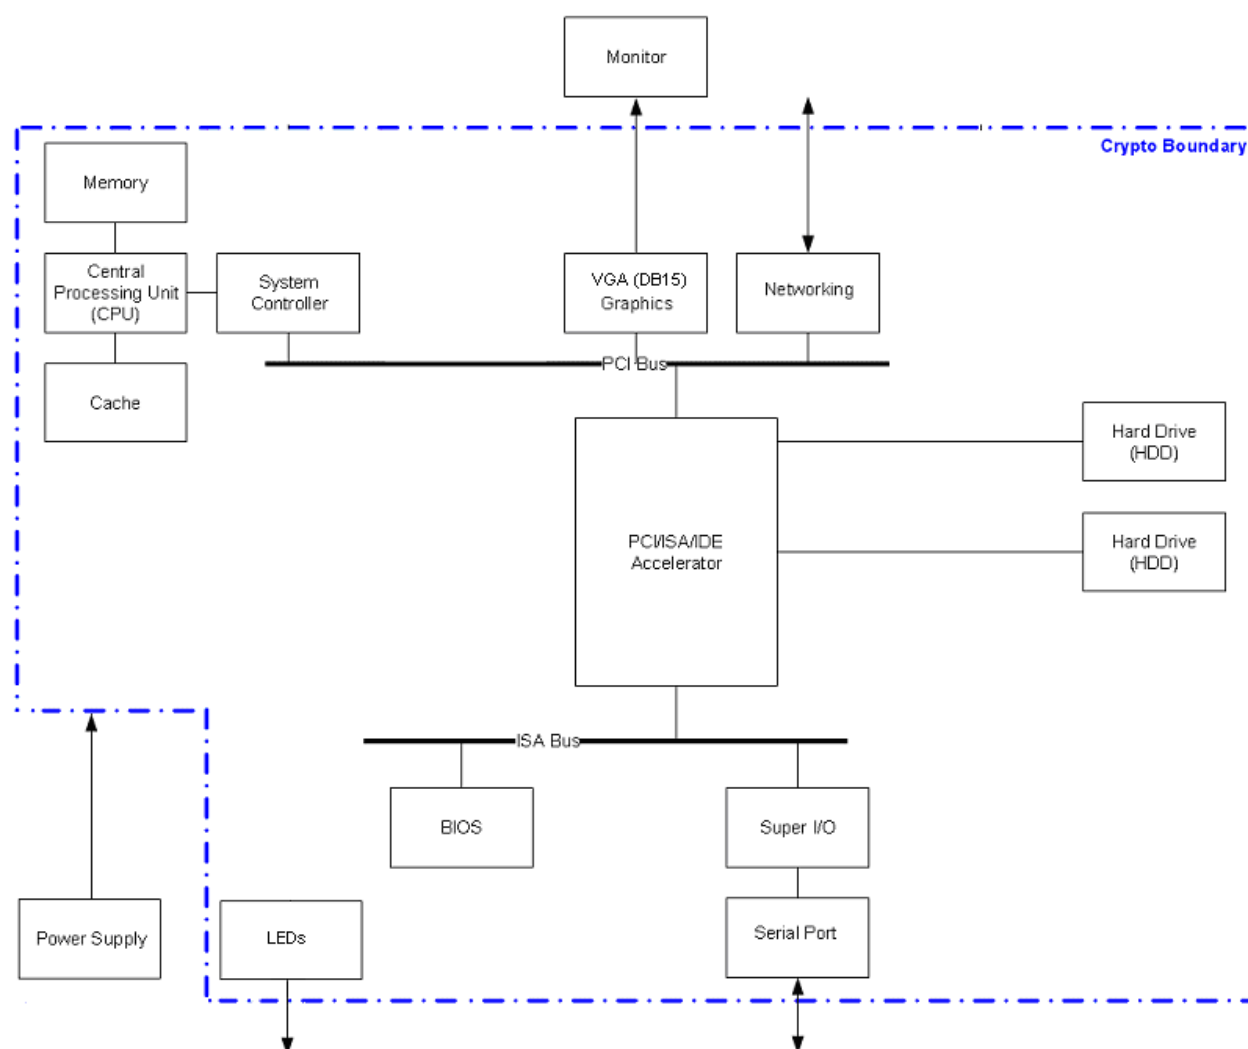 Monitor
Crypto Boundary
Memory
Central
Processing Unit
(CPU)
System
Controller
VGA (DB15)
Graphics
Networking
PCI Bus
Cache
Hard Drive
(HDD)
PCI/ISA/IDE
Accelerator
Hard Drive
(HDD)
ISA Bus
BIOS
Super I/O
Power Supply
LEDs
Serial Port